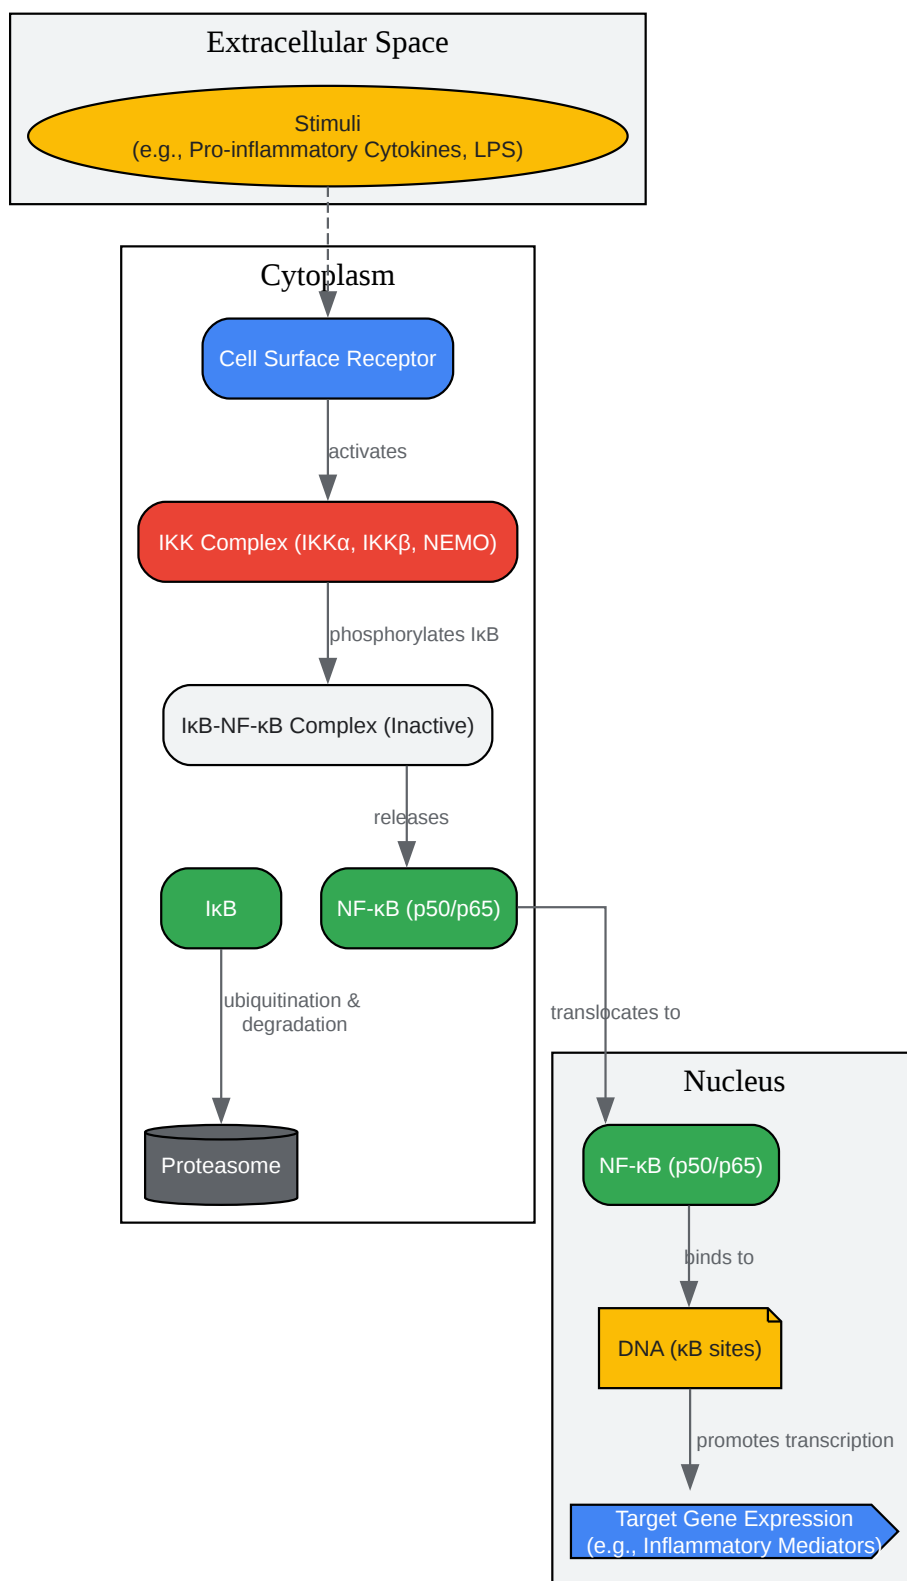 Extracellular Space
Stimuli
(e.g., Pro-inflammatory Cytokines, LPS)
Cytoplasm
Cell Surface Receptor
activates
IKK Complex (IKKα, IKKβ, NEMO)
phosphorylates IκB
IκB-NF-κB Complex (Inactive)
releases
IκB
NF-κB (p50/p65)
ubiquitination &
degradation
translocates to
Proteasome
Nucleus
NF-κB (p50/p65)
binds to
DNA (κB sites)
promotes transcription
Target Gene Expression
(e.g., Inflammatory Mediators)